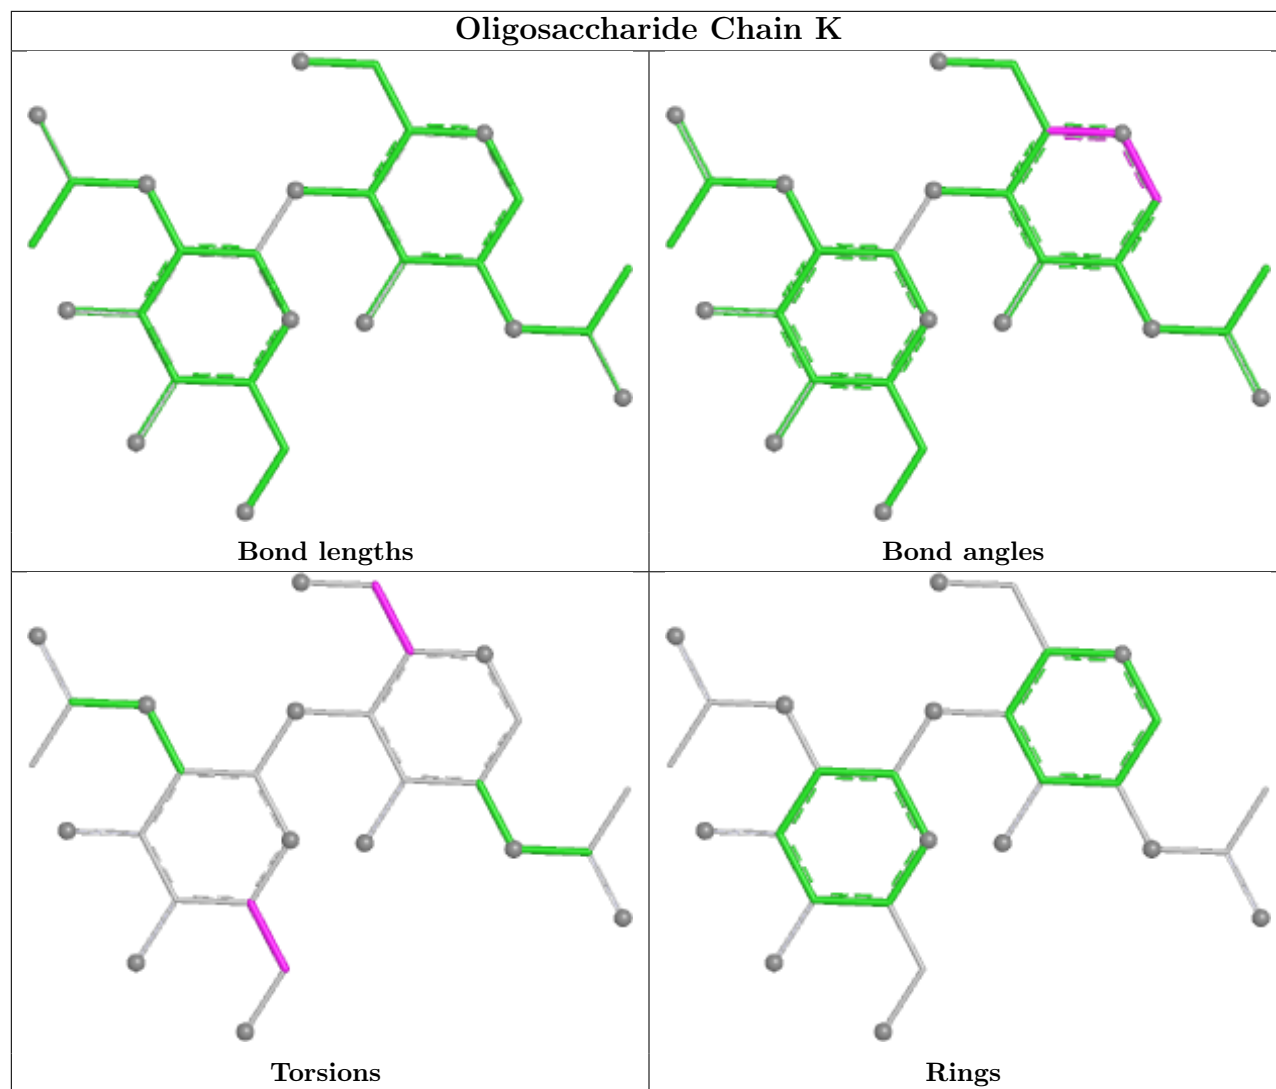 Oligosaccharide Chain K
Bond lengths
Bond angles
Torsions
Rings